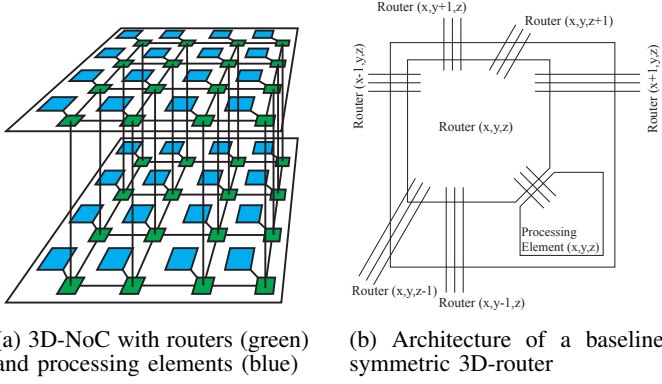 Router (x,y+1,z)
Router (x,y,z+1)
Router (x-1,y,z)
Router (x+1,y,z)
Router (x,y,z)
Processing
Element (x,y,z)
Router (x,y,z-1)
Router (x,y-1,z)
(a) 3D-NoC with routers (green)
and processing elements (blue)
(b) Architecture of a baseline
symmetric 3D-router